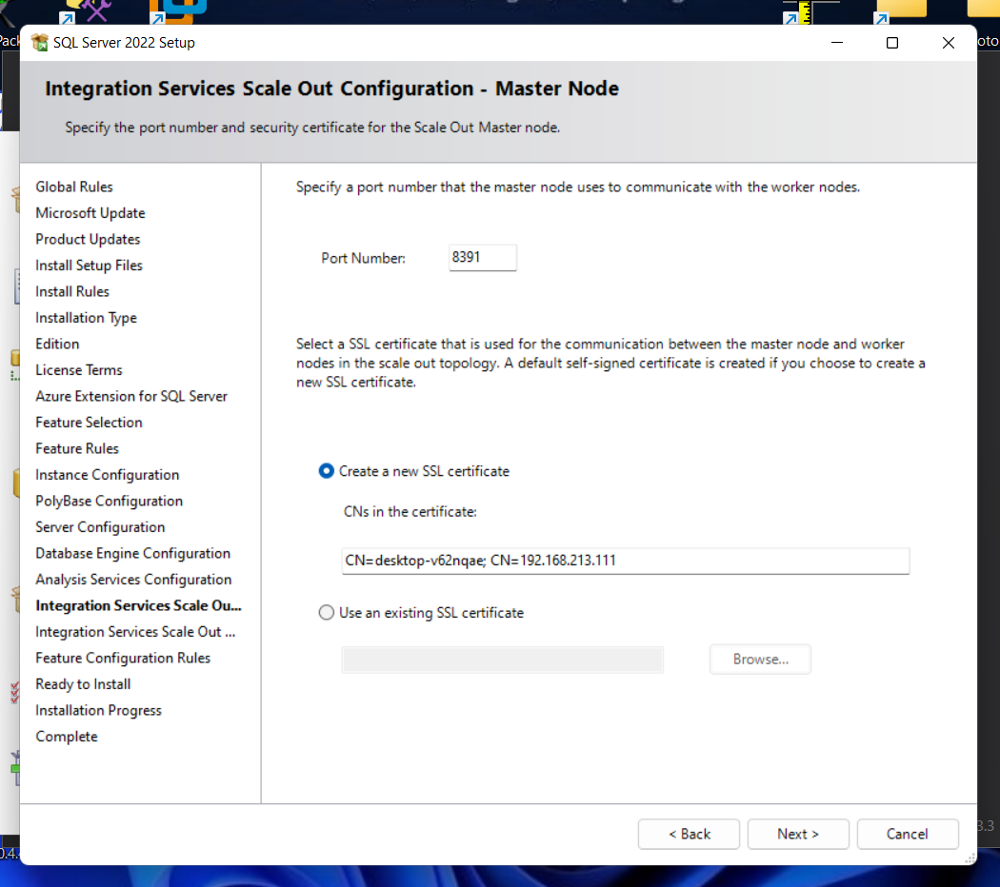 Pack
oto
SQL Server 2022 Setup
Integration Services Scale Out Configuration - Master Node
Specify the port number and security certificate for the Scale Out Master node.
Global Rules
Microsoft Update
Product Updates
Install Setup Files
Install Rules
Installation Type
Edition
License Terms
Azure Extension for SQL Server
Feature Selection
Feature Rules
Instance Configuration
PolyBase Configuration
Server Configuration
Database Engine Configuration
Analysis Services Configuration
Integration Services Scale Ou...
Integration Services Scale Out ...
Feature Configuration Rules
Ready to Install
Installation Progress
Complete
Specify a port number that the master node uses to communicate with the worker nodes.
Port Number:
8391
Select a SSL certificate that is used for the communication between the master node and worker
nodes in the scale out topology. A default self-signed certificate is created if you choose to create a
new SSL certificate.
Create a new SSL certificate
CNs in the certificate:
CN=desktop-v62nqae; CN=192.168.213.111
Use an existing SSL certificate
Browse...
< Back
Next >
Cancel
3.3
0.4.